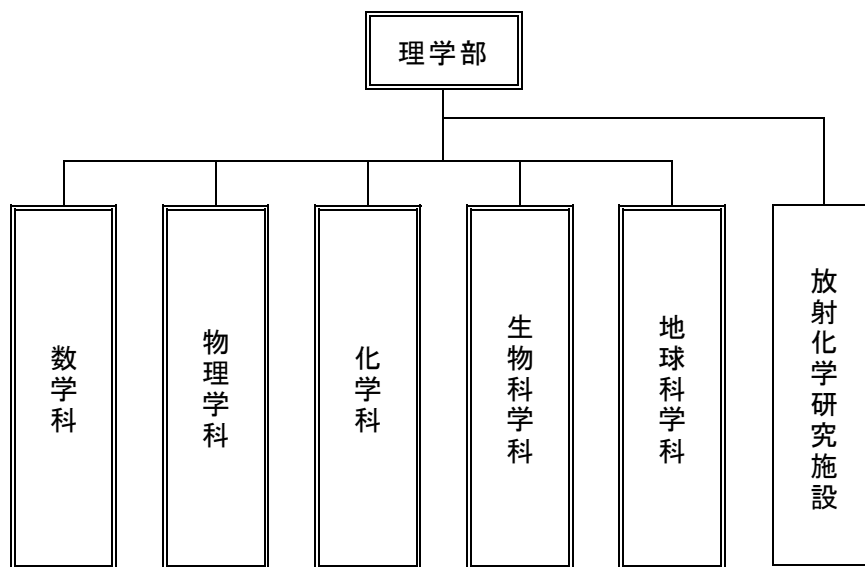 理学部
数学科
物理学科
化学科
生物科学科
地球科学科
放射化学研究施設